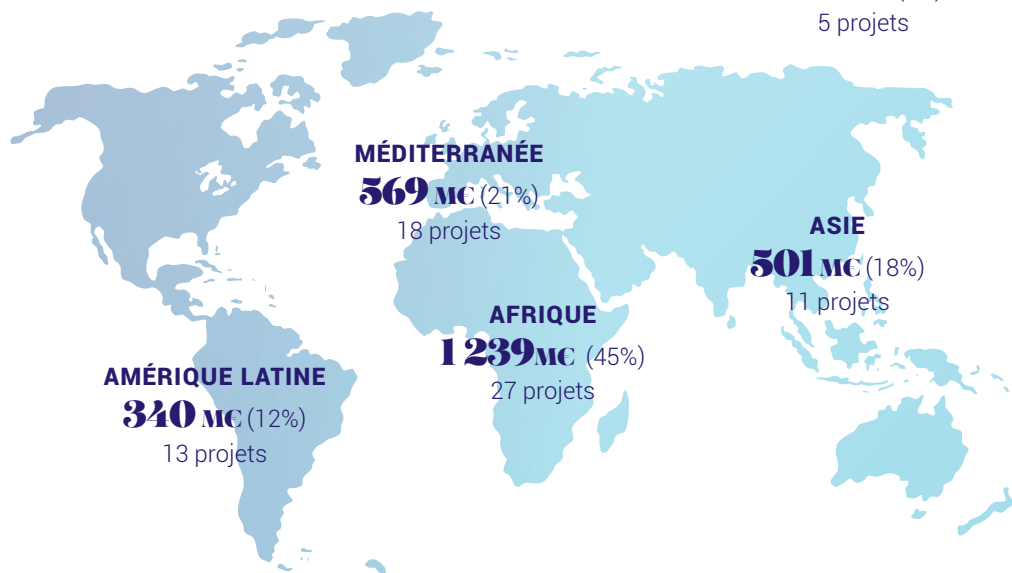 5 projets
MÉDITERRANÉE
569 M€ (21%)
18 projets
ASIE
501 M€ (18%)
11 projets
AFRIQUE
1 239 M€ (45%)
27 projets
AMÉRIQUE LATINE
340 M€ (12%)
13 projets